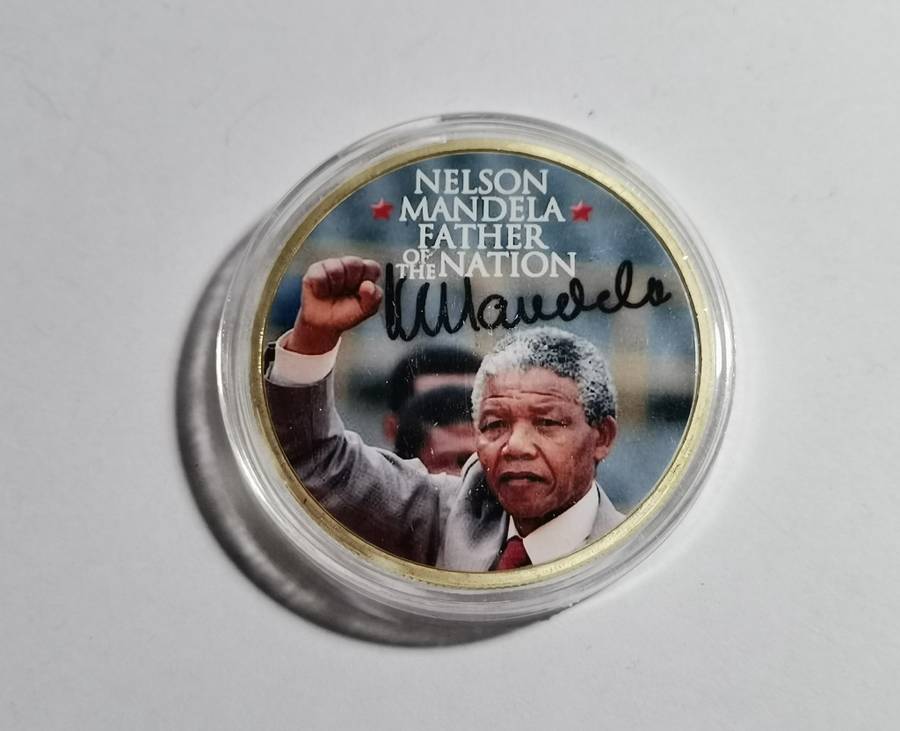 NELSON
MANDELA
FATHER
OF THE NATION
NMandela